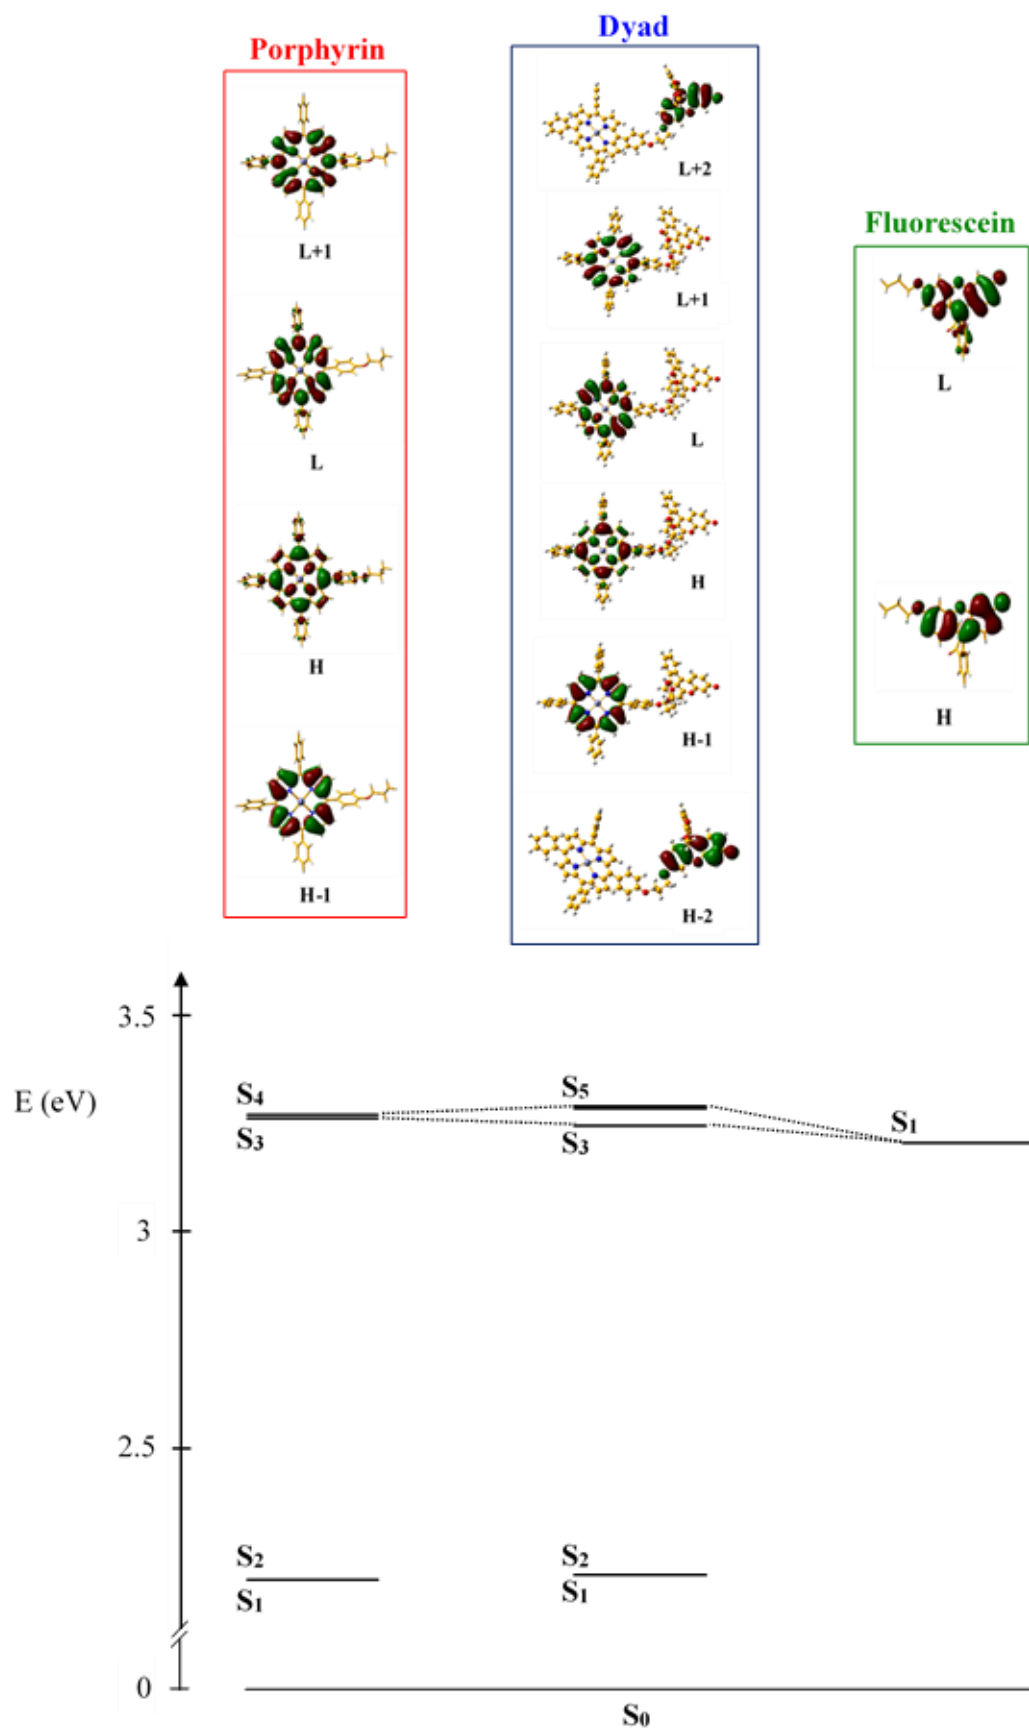 Porphyrin
L+1
L
H
H-1
Dyad
L+2
L+1
L
H
H-1
H-2
Fluorescein
L
H
E (eV)
3.5
3
2.5
0
S4
S3
S2
S1
S5
S3
S2
S1
S1
S0